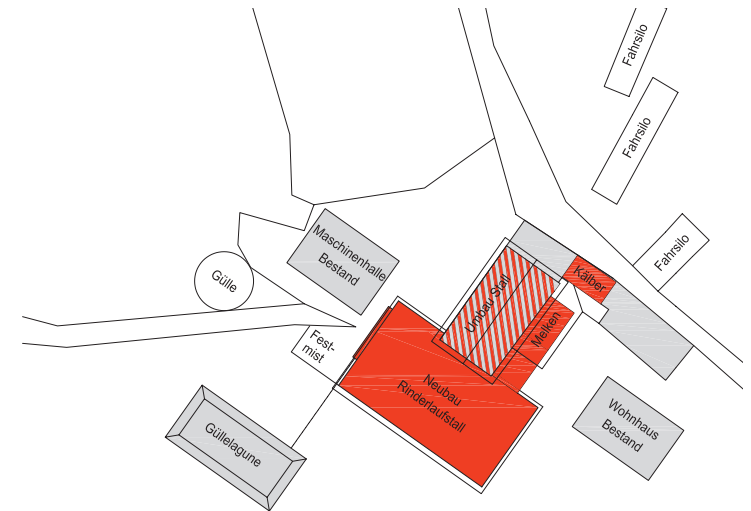 Fahrsilo
Fahrsilo
Fahrsilo
Maschinenhalle
Bestand
Gülle
Kälber
Umbau Stall
Melken
Fest-
mist
Neubau
Rinderlaufstall
Güllelagune
Wohnhaus
Bestand